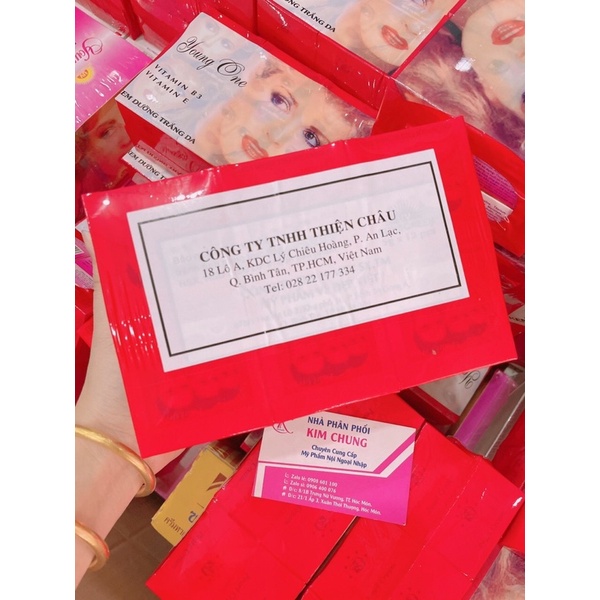 Young One
VITAMIN B3
VITAMIN E
KEM DƯỠNG TRẮNG DA
CÔNG TY TNHH THIỆN CHÂU
18 Lô A, KDC Lý Chiêu Hoàng, P. An Lạc,
Q. Bình Tân, TP.HCM, Việt Nam
Tel: 028 22 177 334
NHÀ PHÂN PHỐI
KIM CHUNG
Chuyên Cung Cấp
Mỹ Phẩm Nội Ngoại Nhập